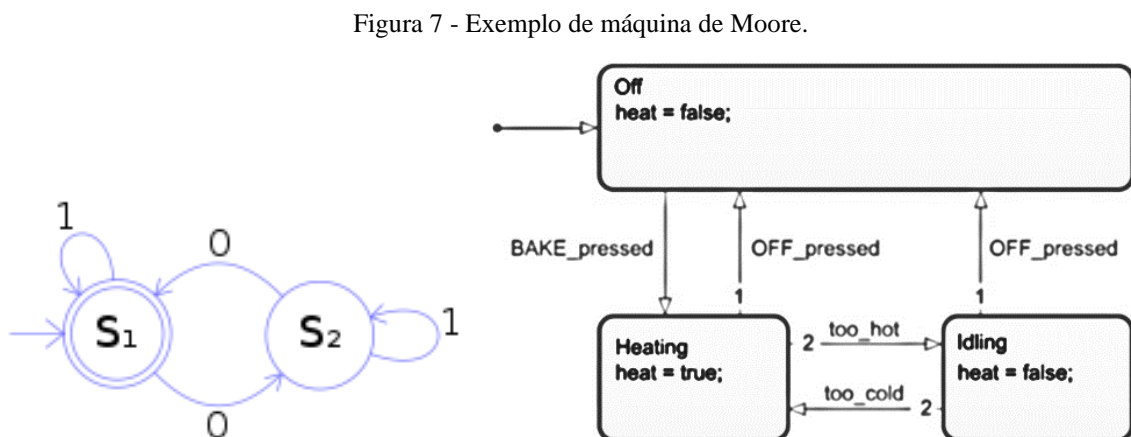 Figura 7 - Exemplo de máquina de Moore.
Off
heat = false;
BAKE_pressed
OFF_pressed
OFF_pressed
1
1
Heating
heat = true;
2
too_hot
Idling
heat = false;
too_cold
2
1
0
S1
S2
1
0